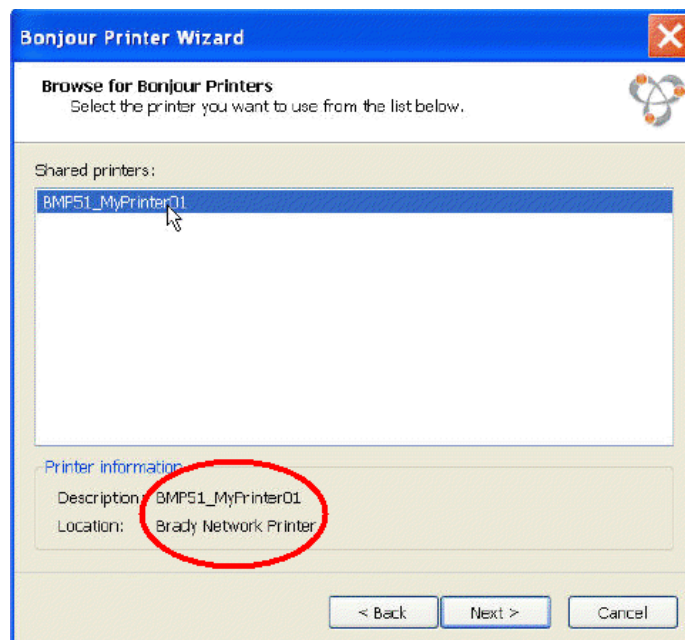 Bonjour Printer Wizard
Browse for Bonjour Printers
Select the printer you want to use from the list below.
Shared printers:
BMP51_MyPrinter01
Printer information
Description: BMP51_MyPrinter01
Location: Brady Network Printer
< Back Next > Cancel